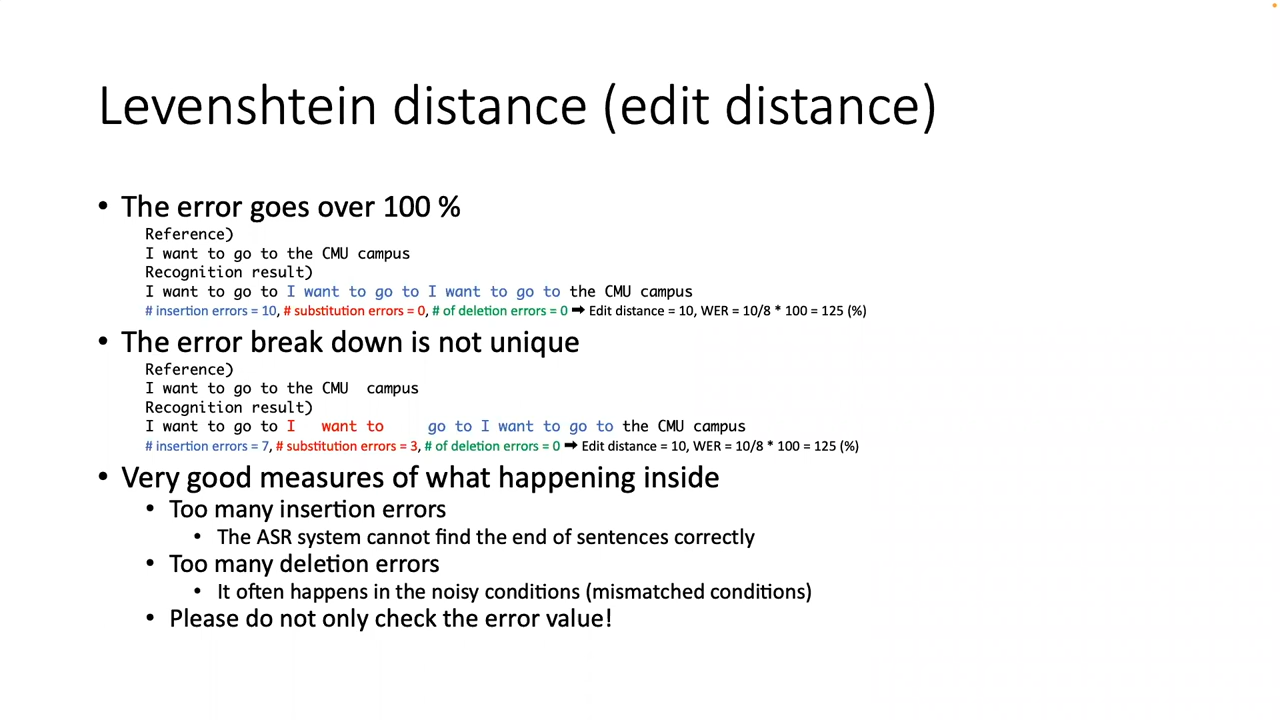 Levenshtein distance (edit distance)
• The error goes over 100 %
Reference)
I want to go to the CMU campus
Recognition result)
I want to go to I want to go to I want to go to the CMU campus
# insertion errors = 10, # substitution errors = 0, # of deletion errors = 0 ➡ Edit distance = 10, WER = 10/8 * 100 = 125 (%)
• The error break down is not unique
Reference)
I want to go to the CMU  campus
Recognition result)
I want to go to I   want to     go to I want to go to the CMU campus
# insertion errors = 7, # substitution errors = 3, # of deletion errors = 0 ➡ Edit distance = 10, WER = 10/8 * 100 = 125 (%)
• Very good measures of what happening inside
• Too many insertion errors
• The ASR system cannot find the end of sentences correctly
• Too many deletion errors
• It often happens in the noisy conditions (mismatched conditions)
• Please do not only check the error value!